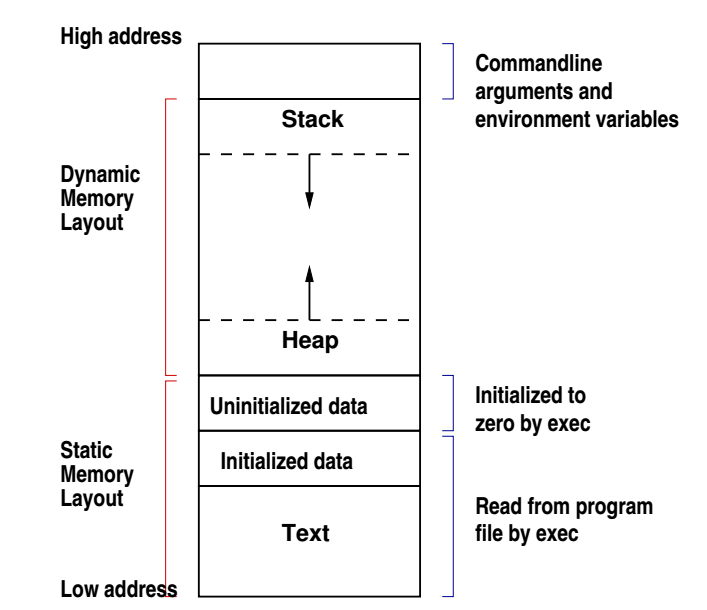 High address
Commandline
arguments and
environment variables
Stack
Dynamic
Memory
Layout
Heap
Uninitialized data
Initialized to
zero by exec
Initialized data
Static
Memory
Layout
Text
Read from program
file by exec
Low address